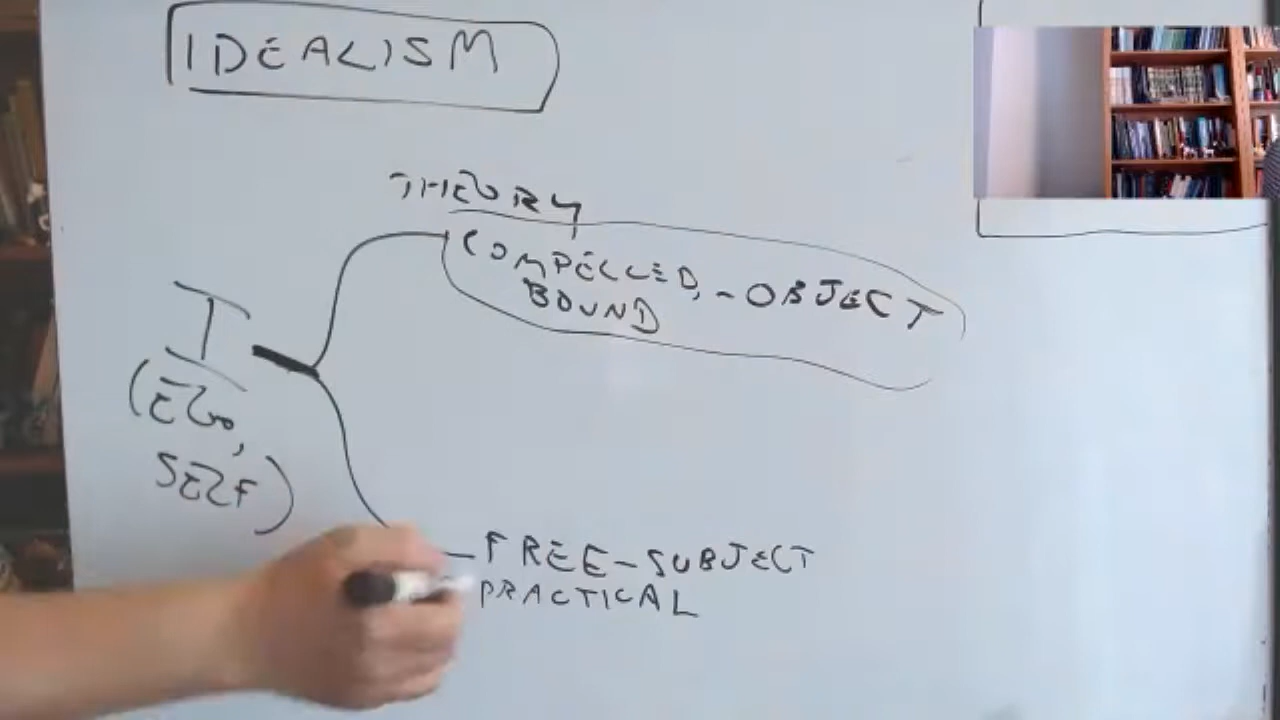 IDEALISM
THEORY
COMPELLED, - OBJECT
BOUND
I
(EGO,
SELF)
FREE - SUBJECT
PRACTICAL